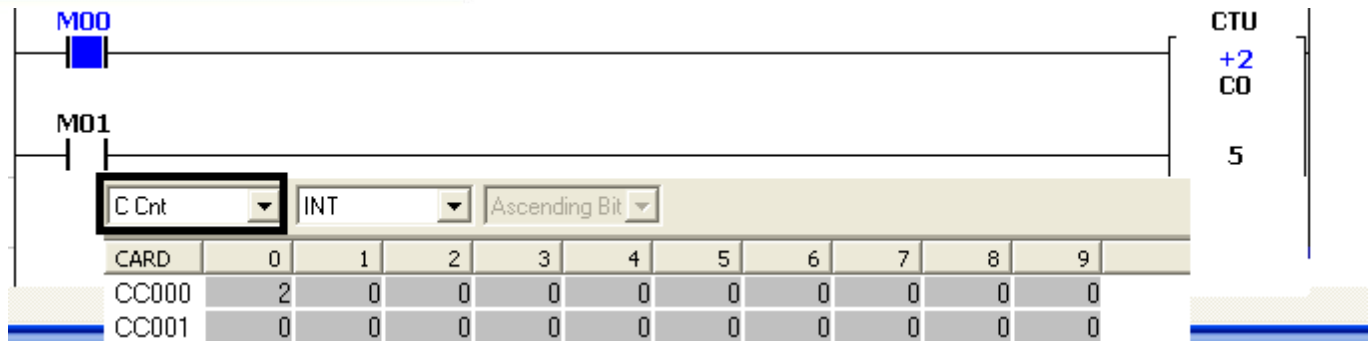 M00 CTU
+2
C0
M01
5
C Cnt INT Ascending Bit
CARD 0 1 2 3 4 5 6 7 8 9
CC000 2 0 0 0 0 0 0 0 0 0
CC001 0 0 0 0 0 0 0 0 0 0